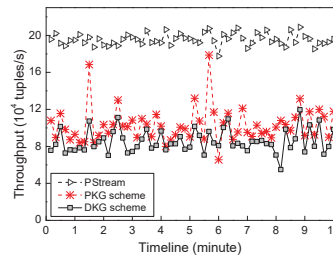 Throughput (10⁴ tuples/s)
20
16
12
8
4
0
PStream
PKG scheme
DKG scheme
0 1 2 3 4 5 6 7 8 9 10
Timeline (minute)